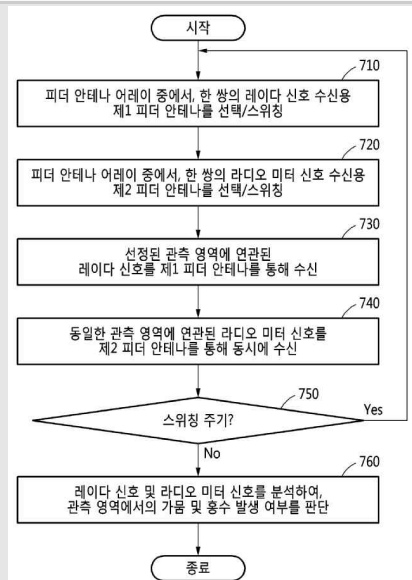 시작
710
피더 안테나 어레이 중에서, 한 쌍의 레이다 신호 수신용
제1 피더 안테나를 선택/스위칭
720
피더 안테나 어레이 중에서, 한 쌍의 라디오 미터 신호 수신용
제2 피더 안테나를 선택/스위칭
730
선정된 관측 영역에 연관된
레이다 신호를 제1 피더 안테나를 통해 수신
740
동일한 관측 영역에 연관된 라디오 미터 신호를
제2 피더 안테나를 통해 동시에 수신
750
스위칭 주기?
Yes
No
760
레이다 신호 및 라디오 미터 신호를 분석하여,
관측 영역에서의 가뭄 및 홍수 발생 여부를 판단
종료